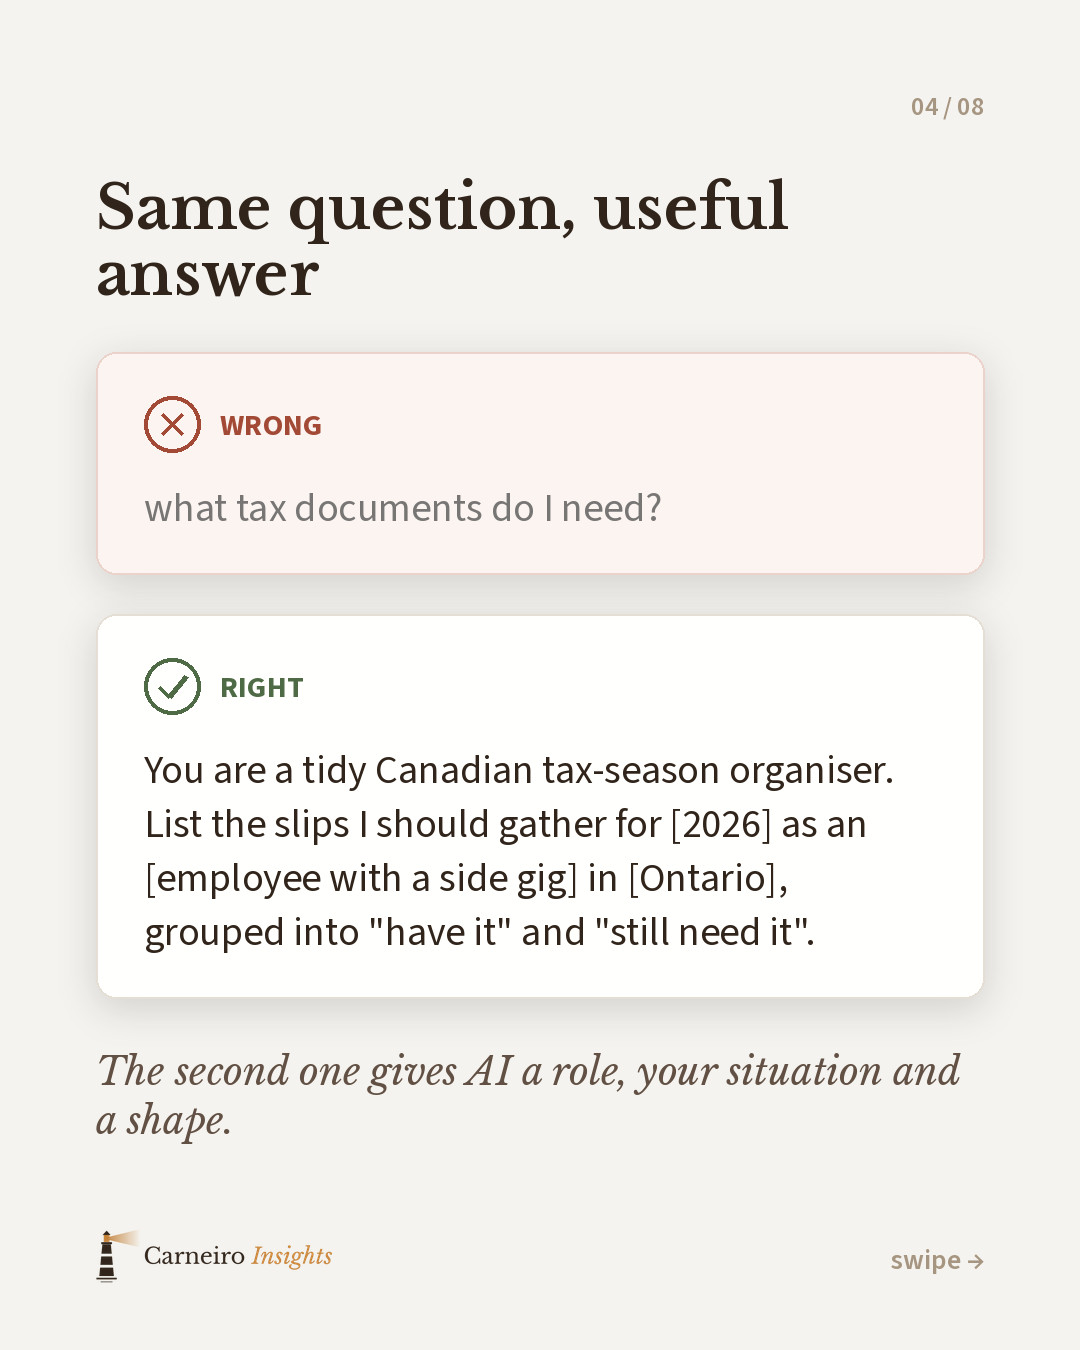 04 / 08
Same question, useful
answer
WRONG
what tax documents do I need?
RIGHT
You are a tidy Canadian tax-season organiser.
List the slips I should gather for [2026] as an
[employee with a side gig] in [Ontario],
grouped into "have it" and "still need it".
The second one gives AI a role, your situation and
a shape.
Carneiro Insights
swipe →